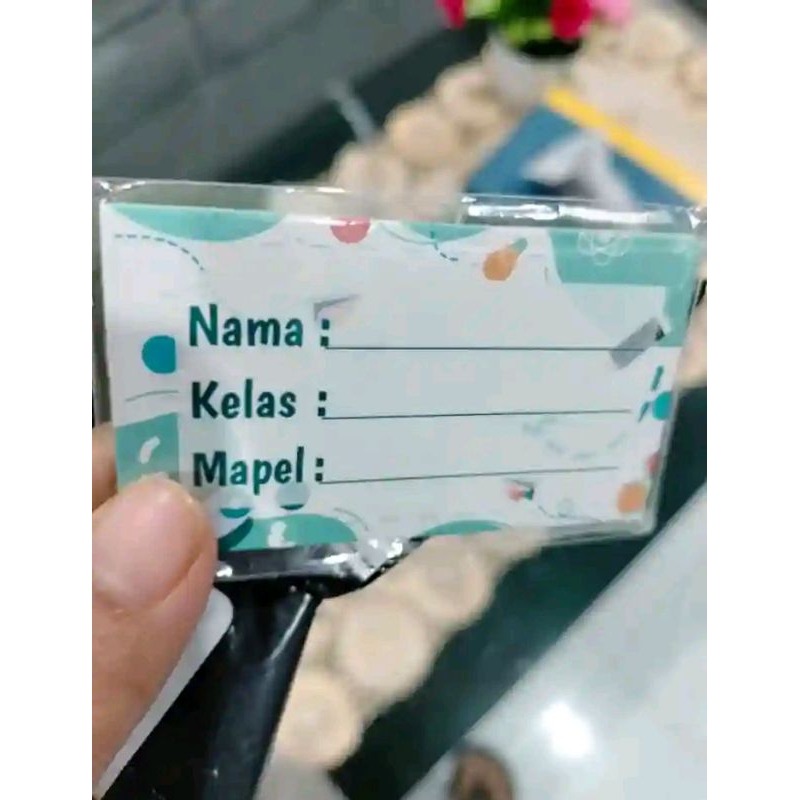 Nama :
Kelas :
Mapel :